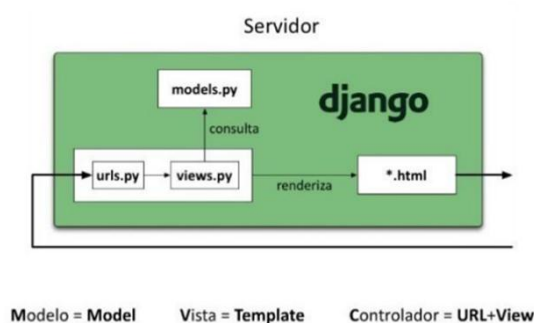 Servidor
models.py
django
consulta
urls.py views.py *.html
renderiza
Modelo = Model Vista = Template Controlador = URL+View